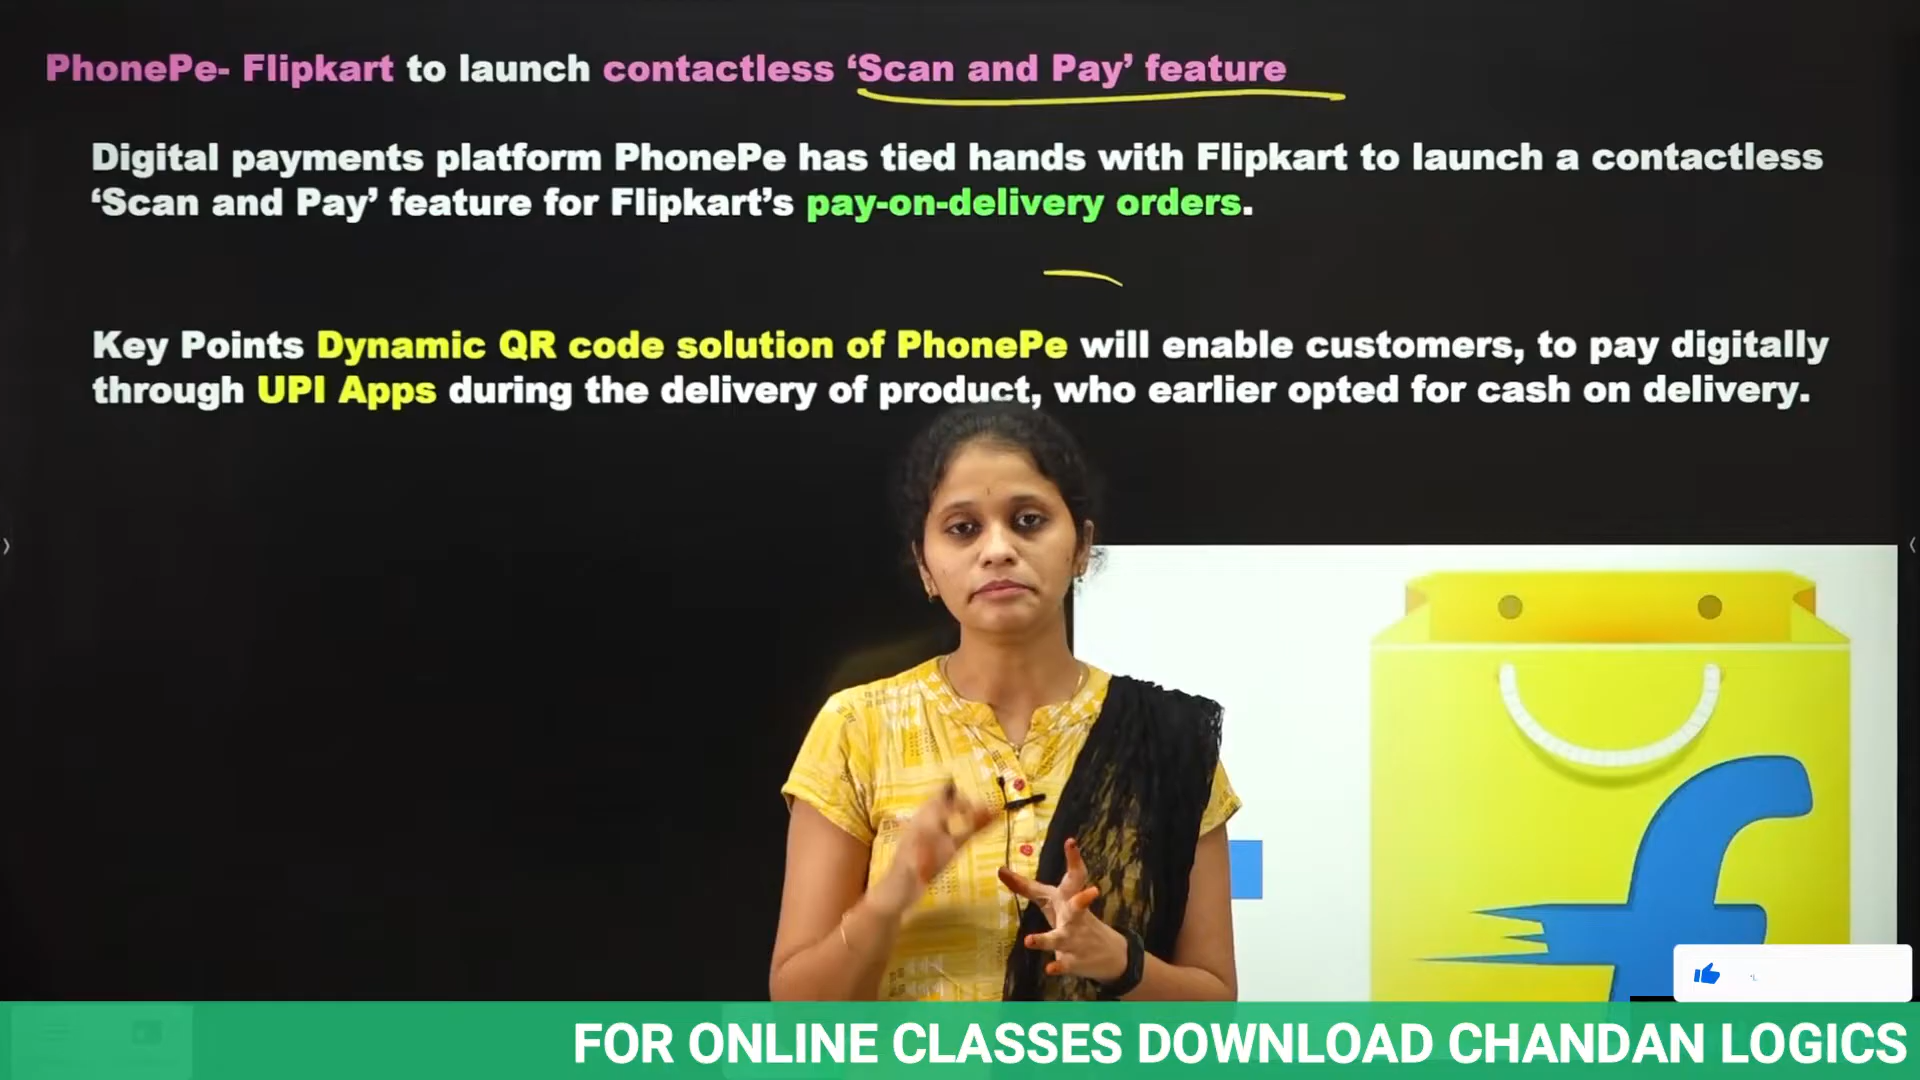 PhonePe- Flipkart to launch contactless ‘Scan and Pay’ feature
Digital payments platform PhonePe has tied hands with Flipkart to launch a contactless
‘Scan and Pay’ feature for Flipkart’s pay-on-delivery orders.
Key Points Dynamic QR code solution of PhonePe will enable customers, to pay digitally
through UPI Apps during the delivery of product, who earlier opted for cash on delivery.
f
FOR ONLINE CLASSES DOWNLOAD CHANDAN LOGICS